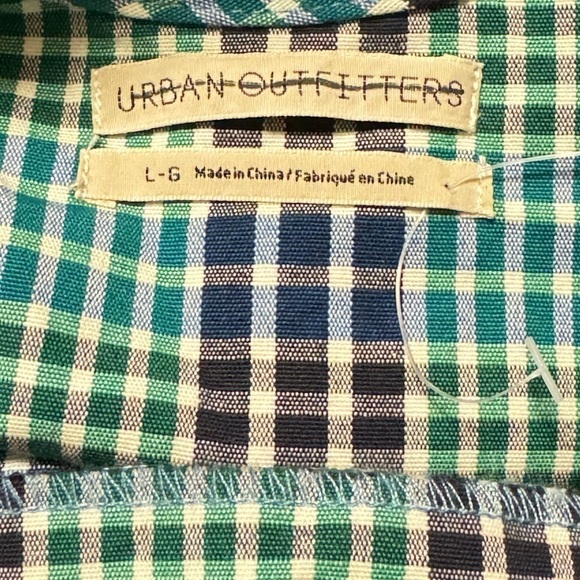 URBAN OUTFITTERS
L-G Made in China / Fabriqué en Chine